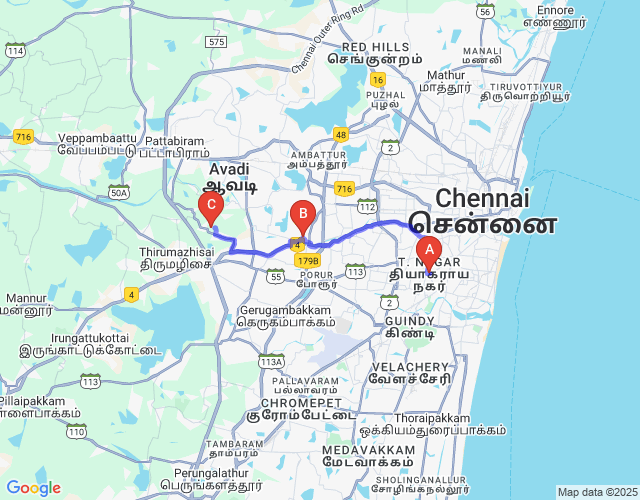 Ennore
எண்ணூர்
56
114
575
Chennai Outer Ring Rd
RED HILLS
செங்குன்றம்
MANALI
மணலி
16
Mathur
மாத்தூர்
PUZHAL
புழல்
TIRUVOTTIYUR
திருவொற்றியூர்
716
Veppambaattu
வேப்பம்பட்டு
Pattabiram
பட்டாபிராம்
48
2
AMBATTUR
அம்பத்தூர்
Avadi
ஆவடி
50A
716
112
Chennai
சென்னை
C
B
A
4
179B
Thirumazhisai
திருமழிசை
T. NAGAR
தியாகராய
நகர்
55
PORUR
போரூர்
113
2
Mannur
மன்னூர்
4
Gerugambakkam
கெருகம்பாக்கம்
GUINDY
கிண்டி
Irungattukottai
இருங்காட்டுக்கோட்டை
113A
VELACHERY
வேளச்சேரி
113
PALLAVARAM
பல்லாவரம்
Pillaipakkam
ளைபாக்கம்
CHROMEPET
குரோம்பேட்டை
Thoraipakkam
ஒக்கியம்துரைப்பாக்கம்
110
TAMBARAM
தாம்பரம்
MEDAVAKKAM
மேடவாக்கம்
Perungalathur
பெருங்களத்தூர்
SHOLINGANALLUR
சோழிங்கநல்லூர்
Google
Map data ©2025